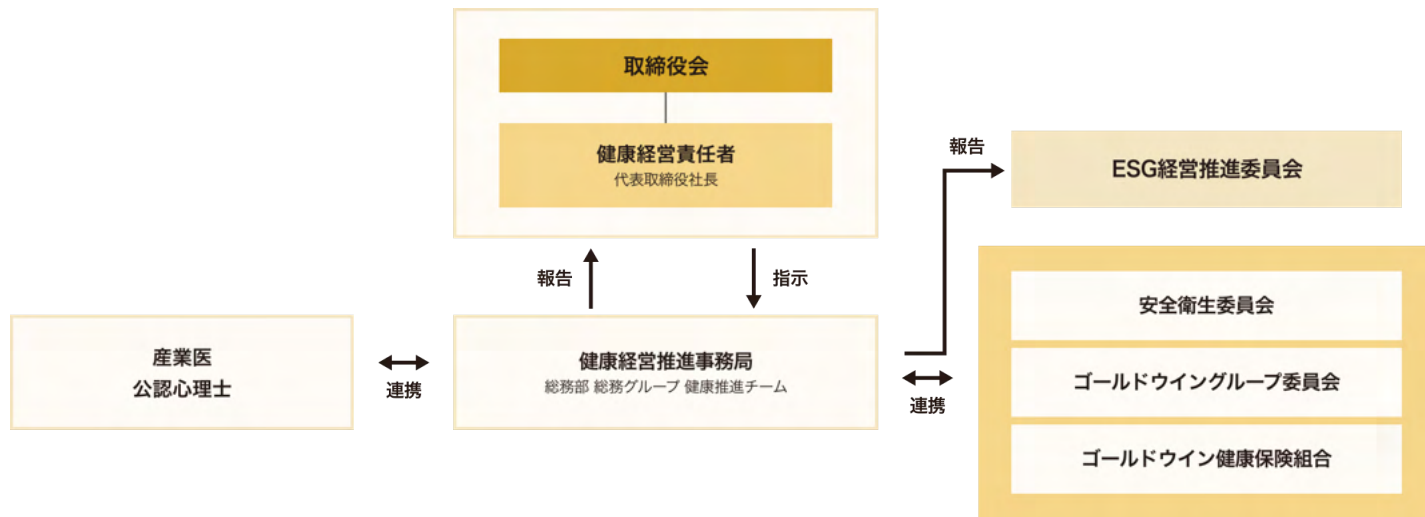 取締役会
健康経営責任者
代表取締役社長
報告
指示
報告
ESG経営推進委員会
産業医
公認心理士
連携
健康経営推進事務局
総務部 総務グループ 健康推進チーム
連携
安全衛生委員会
ゴールドウイングループ委員会
ゴールドウイン健康保険組合